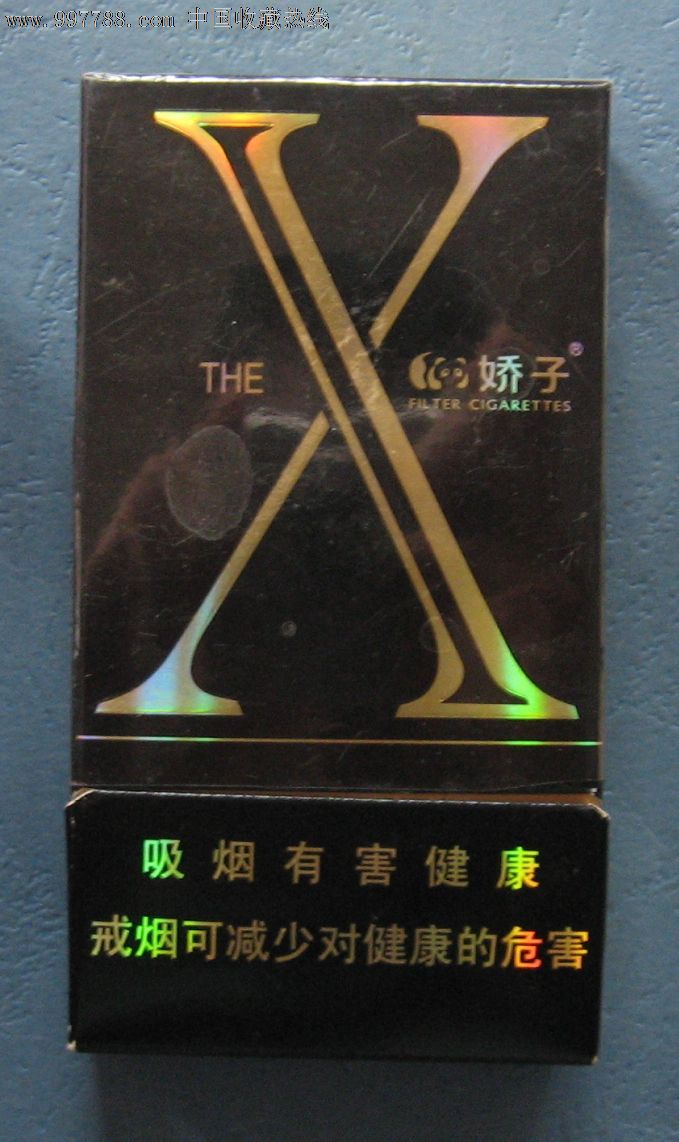 www.997788.com 中国收藏热线
X
THE
娇子®
FILTER CIGARETTES
吸烟有害健康
戒烟可减少对健康的危害